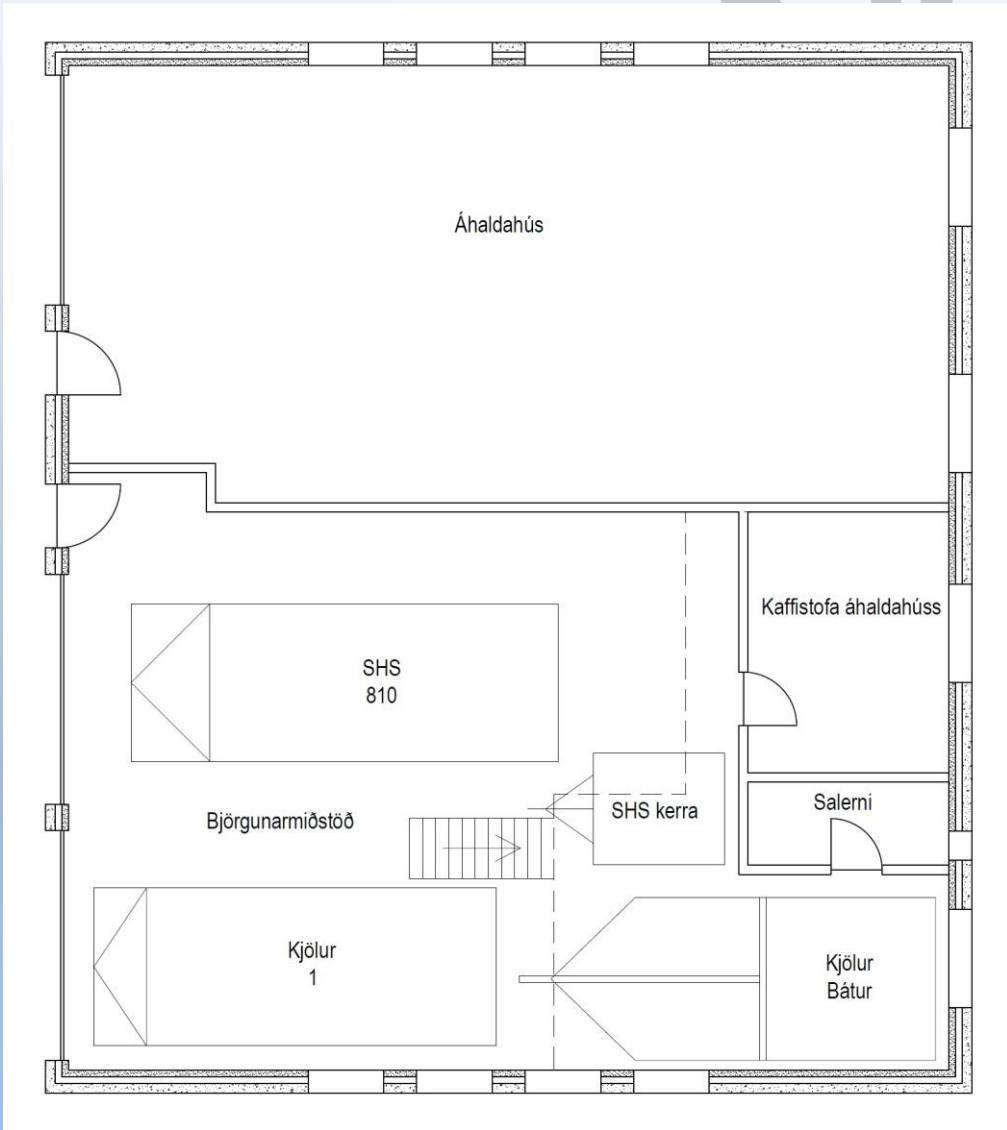 Áhaldahús
Kaffistofa áhaldahúss
SHS
810
SHS kerra
Salerni
Björgunarmiðstöð
Kjölur
1
Kjölur
Bátur